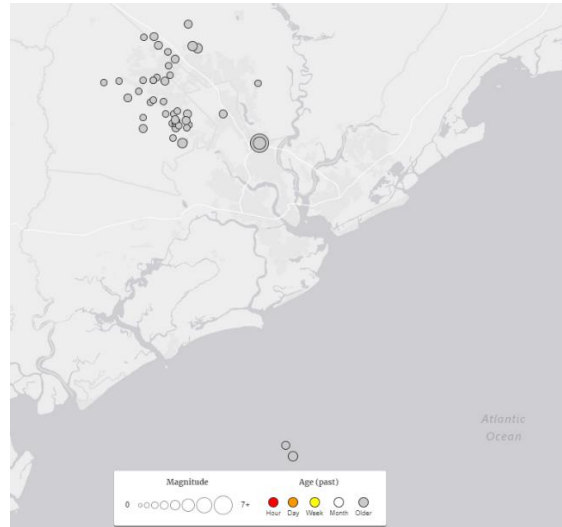 Atlantic
Ocean
Magnitude
Age (past)
0
7+
Hour
Day
Week
Month
Older